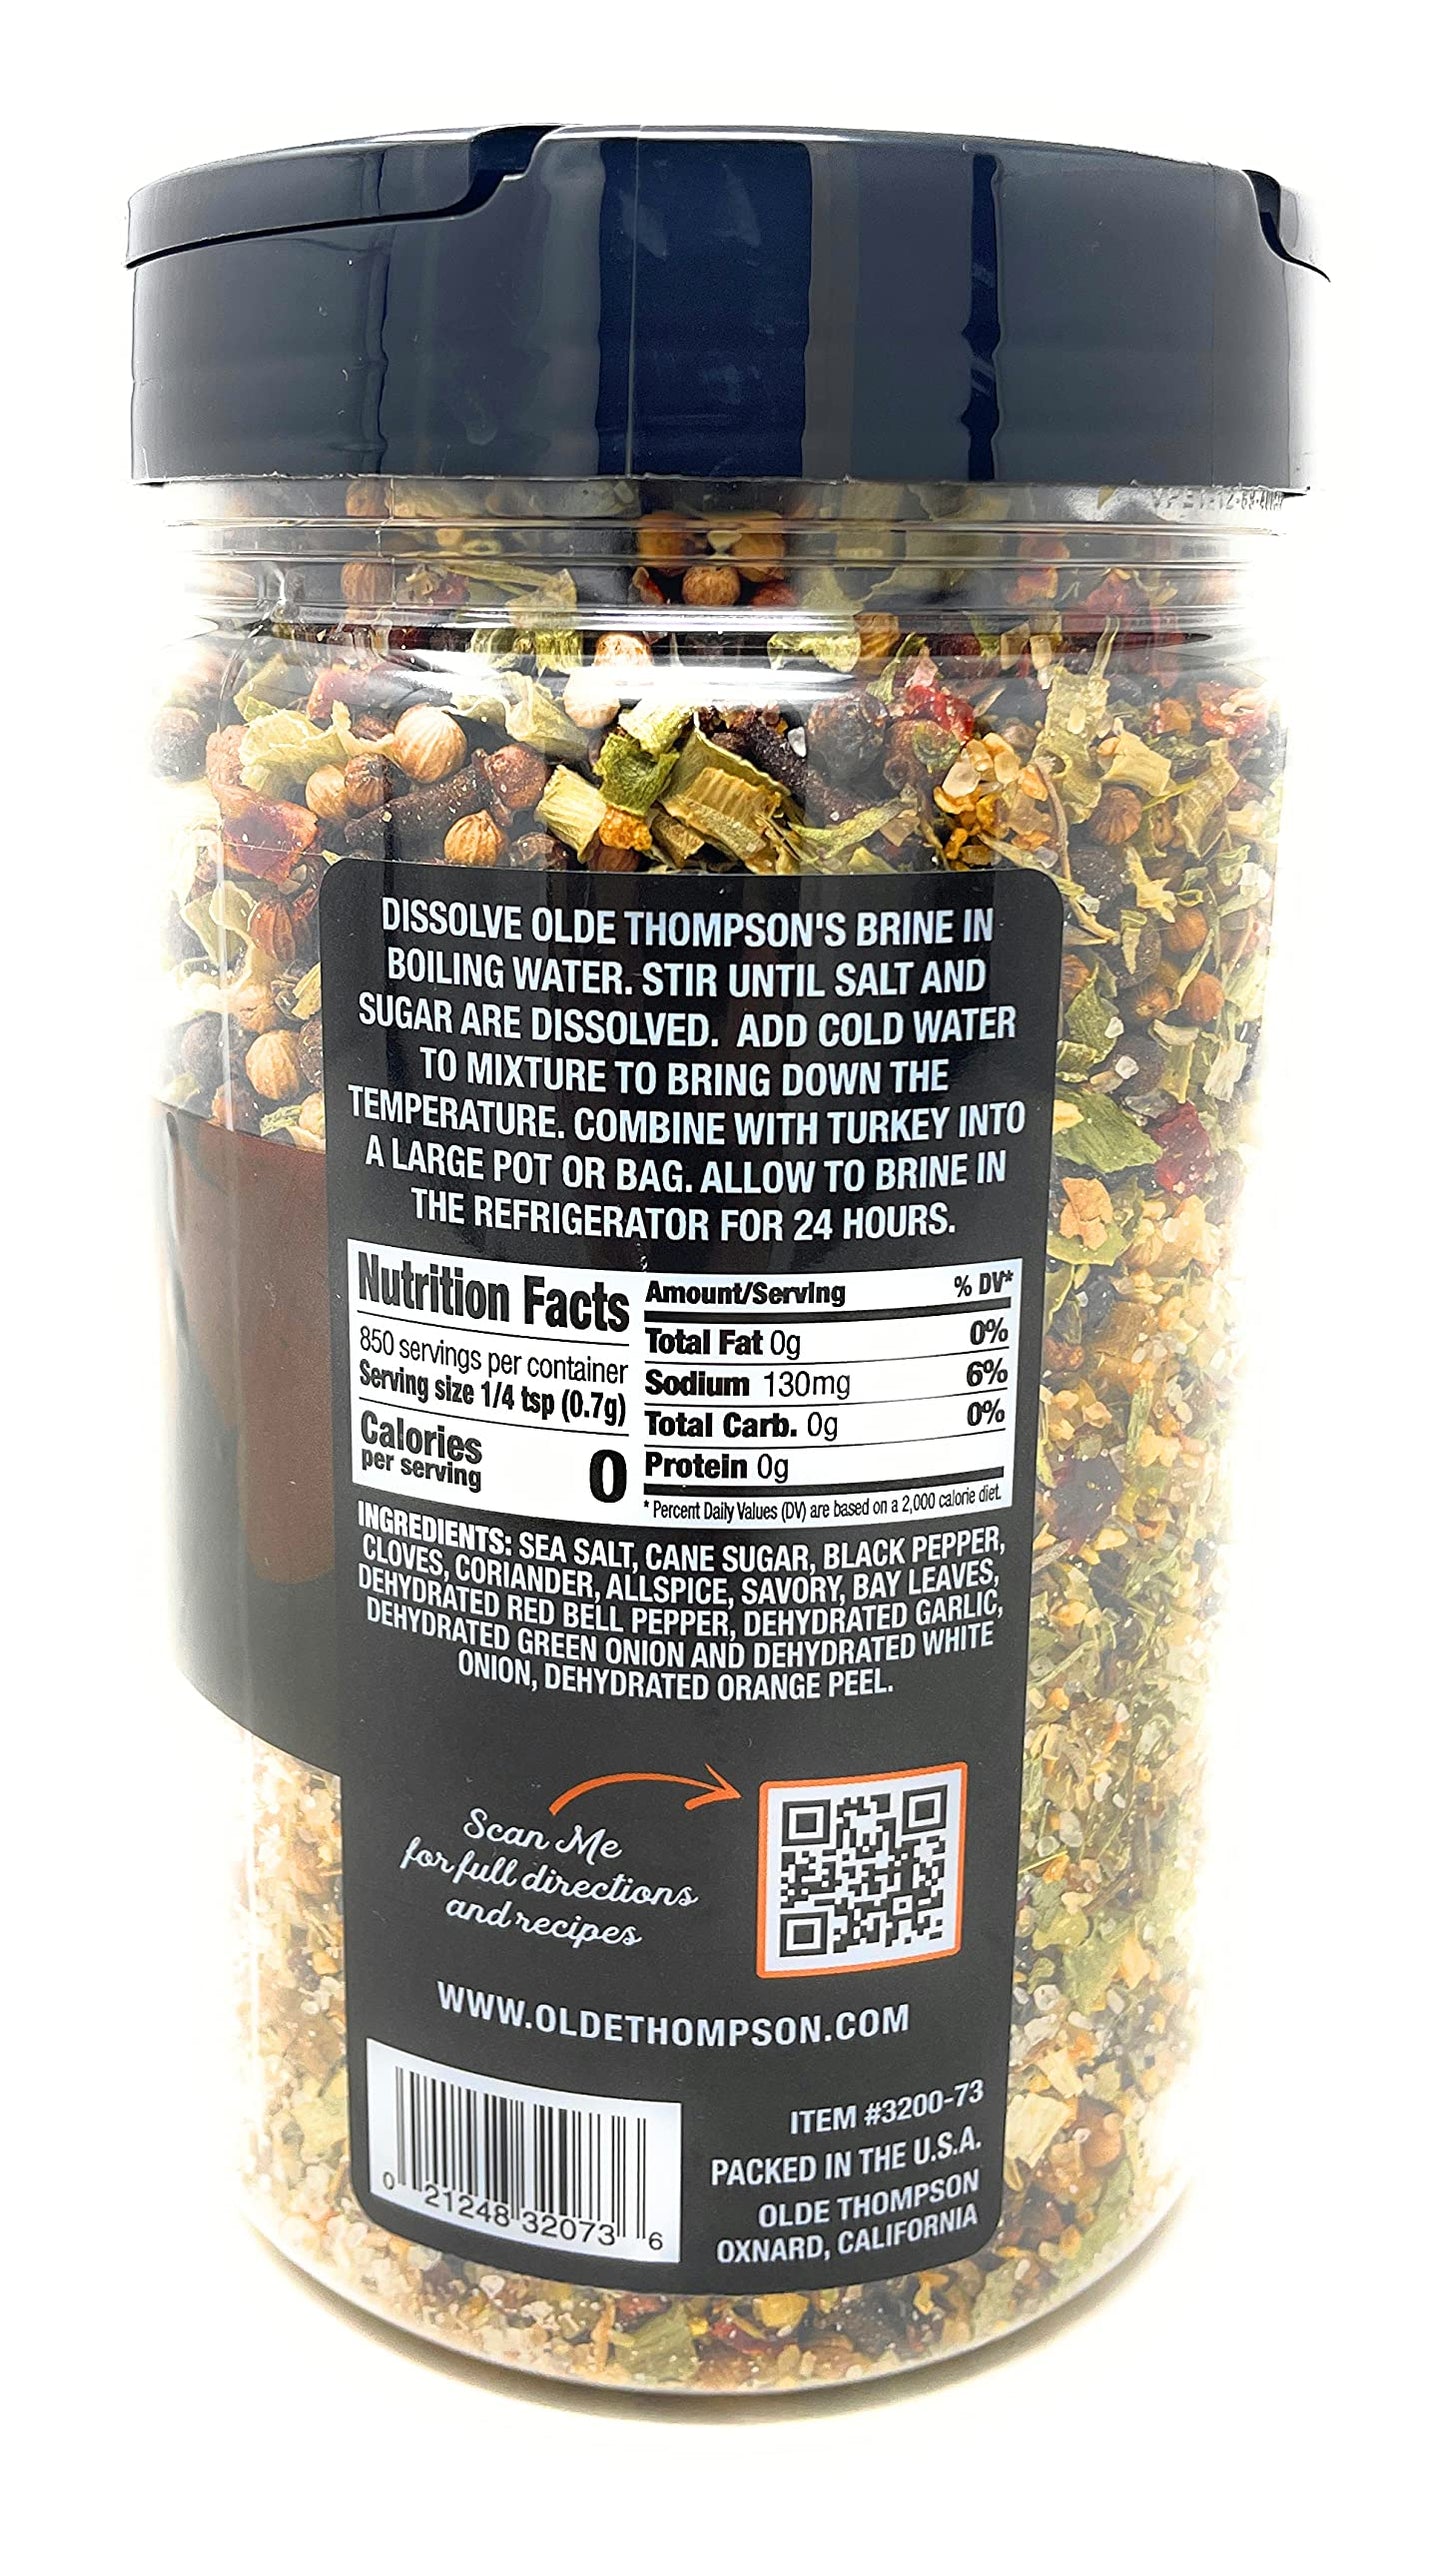 DISSOLVE OLDE THOMPSON'S BRINE IN
BOILING WATER. STIR UNTIL SALT AND
SUGAR ARE DISSOLVED. ADD COLD WATER
TO MIXTURE TO BRING DOWN THE
TEMPERATURE. COMBINE WITH TURKEY INTO
A LARGE POT OR BAG. ALLOW TO BRINE IN
THE REFRIGERATOR FOR 24 HOURS.
Nutrition Facts
850 servings per container
Serving size 1/4 tsp (0.7g)
Calories
per serving
0
Amount/Serving % DV*
Total Fat 0g 0%
Sodium 130mg 6%
Total Carb. 0g 0%
Protein 0g
* Percent Daily Values (DV) are based on a 2,000 calorie diet.
INGREDIENTS: SEA SALT, CANE SUGAR, BLACK PEPPER,
CLOVES, CORIANDER, ALLSPICE, SAVORY, BAY LEAVES,
DEHYDRATED RED BELL PEPPER, DEHYDRATED GARLIC,
DEHYDRATED GREEN ONION AND DEHYDRATED WHITE
ONION, DEHYDRATED ORANGE PEEL.
Scan Me
for full directions
and recipes
WWW.OLDETHOMPSON.COM
0 21248 32073 6
ITEM #3200-73
PACKED IN THE U.S.A.
OLDE THOMPSON
OXNARD, CALIFORNIA